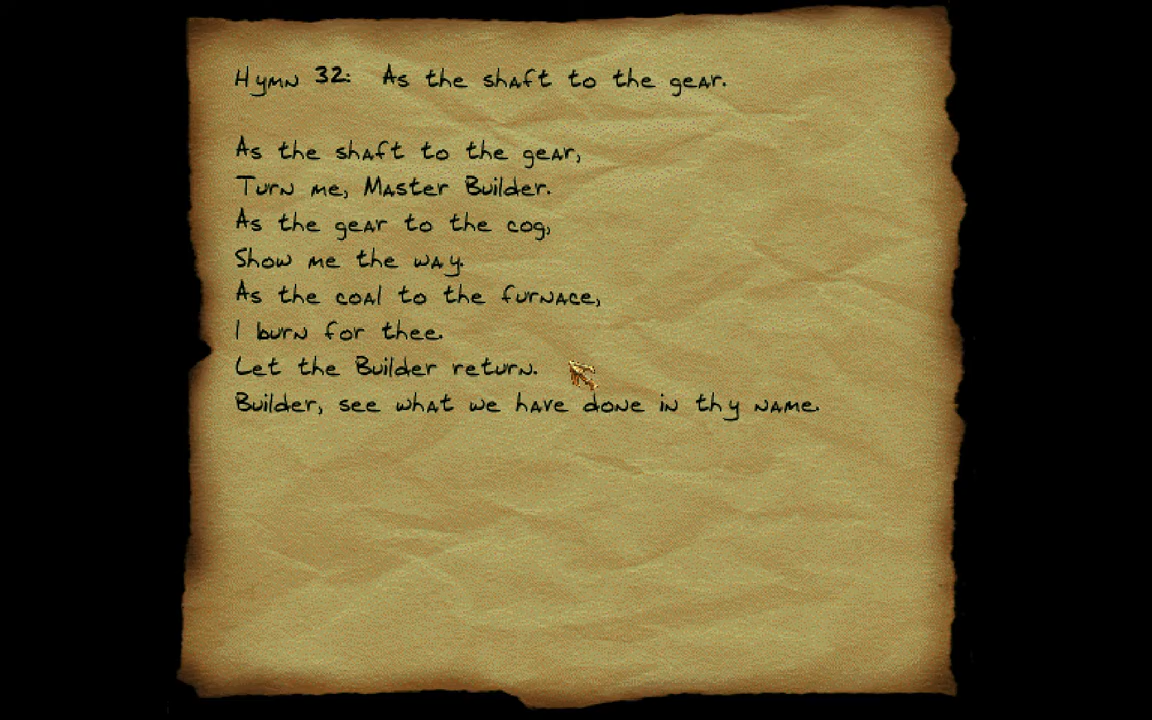 Hymn 32: As the shaft to the gear.
As the shaft to the gear,
Turn me, Master Builder.
As the gear to the cog,
Show me the way.
As the coal to the furnace,
I burn for thee.
Let the Builder return.
Builder, see what we have done in thy name.